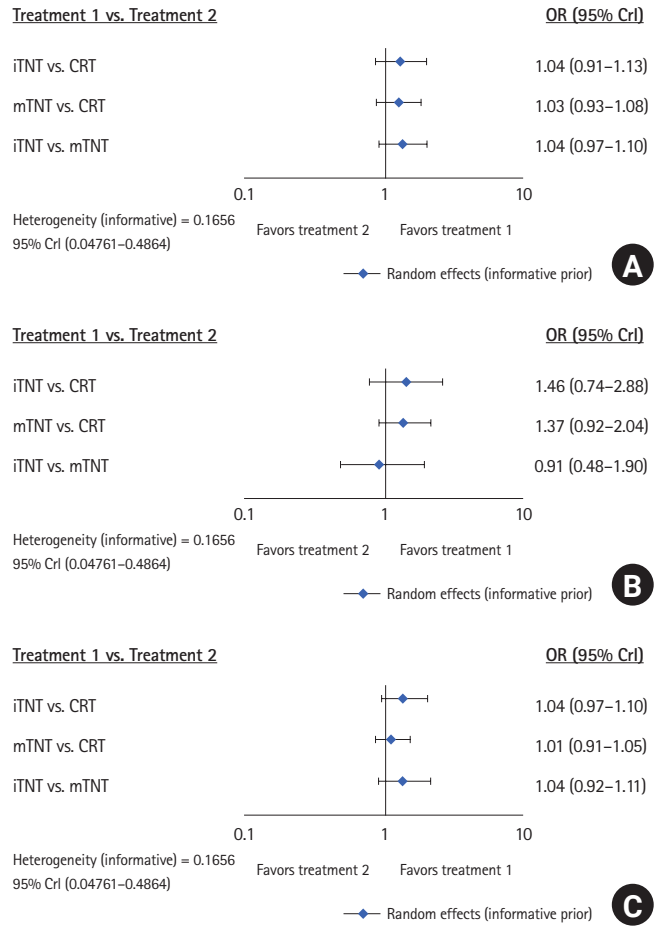 Treatment 1 vs. Treatment 2 OR (95% CrI)
iTNT vs. CRT 1.04 (0.91–1.13)
mTNT vs. CRT 1.03 (0.93–1.08)
iTNT vs. mTNT 1.04 (0.97–1.10)
0.1 1 10
Heterogeneity (informative) = 0.1656
95% CrI (0.04761–0.4864)
Favors treatment 2 Favors treatment 1
Random effects (informative prior)
A
Treatment 1 vs. Treatment 2 OR (95% CrI)
iTNT vs. CRT 1.46 (0.74–2.88)
mTNT vs. CRT 1.37 (0.92–2.04)
iTNT vs. mTNT 0.91 (0.48–1.90)
0.1 1 10
Heterogeneity (informative) = 0.1656
95% CrI (0.04761–0.4864)
Favors treatment 2 Favors treatment 1
Random effects (informative prior)
B
Treatment 1 vs. Treatment 2 OR (95% CrI)
iTNT vs. CRT 1.04 (0.97–1.10)
mTNT vs. CRT 1.01 (0.91–1.05)
iTNT vs. mTNT 1.04 (0.92–1.11)
0.1 1 10
Heterogeneity (informative) = 0.1656
95% CrI (0.04761–0.4864)
Favors treatment 2 Favors treatment 1
Random effects (informative prior)
C